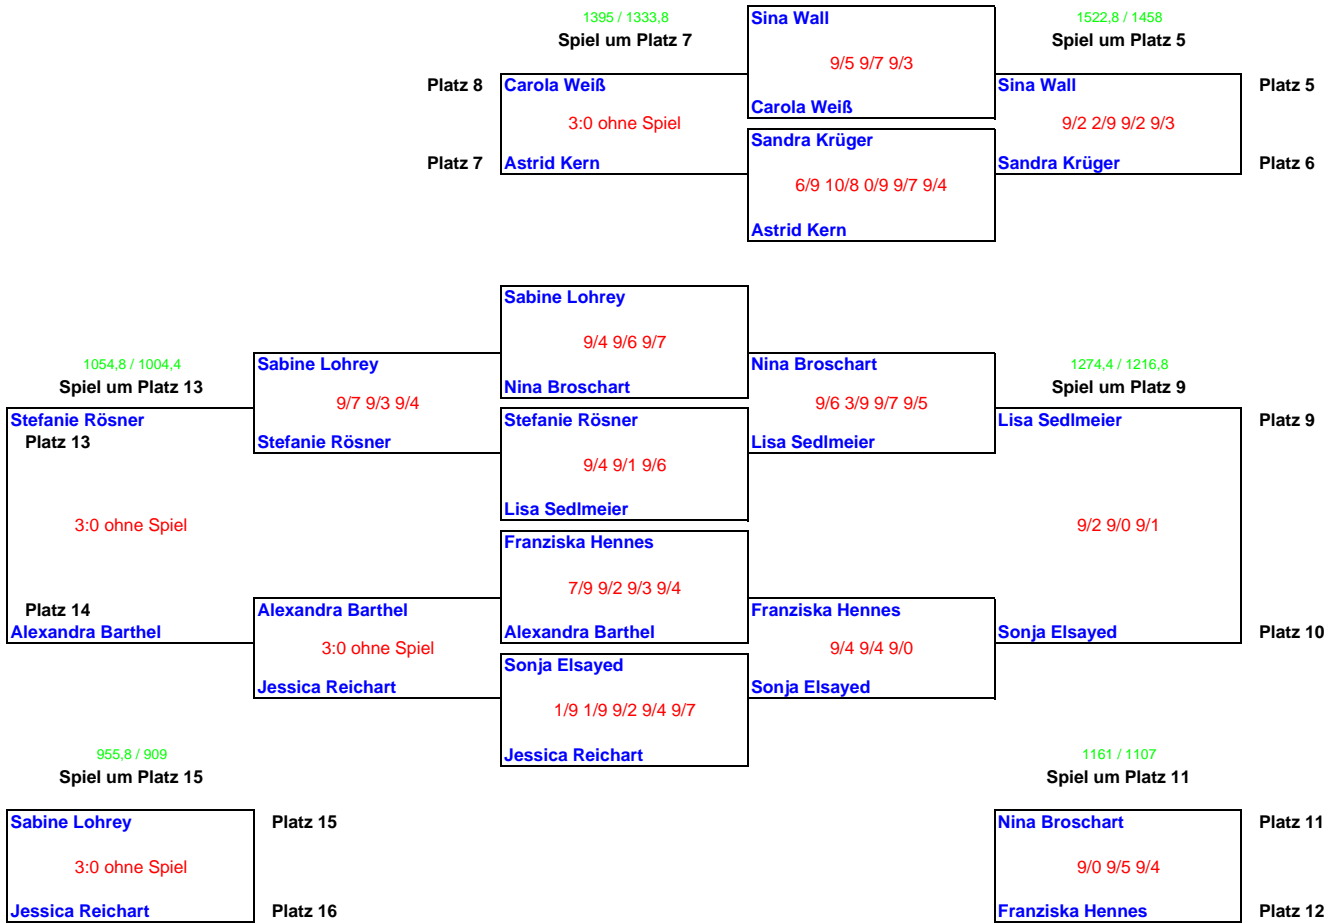 1395 / 1333,8
Spiel um Platz 7
Sina Wall
1522,8 / 1458
Spiel um Platz 5
9/5 9/7 9/3
Platz 8
Carola Weiß
Sina Wall
Platz 5
Carola Weiß
3:0 ohne Spiel
9/2 2/9 9/2 9/3
Sandra Krüger
Platz 7
Astrid Kern
Sandra Krüger
Platz 6
6/9 10/8 0/9 9/7 9/4
Astrid Kern
Sabine Lohrey
9/4 9/6 9/7
1054,8 / 1004,4
Sabine Lohrey
Nina Broschart
1274,4 / 1216,8
Spiel um Platz 13
Nina Broschart
Spiel um Platz 9
9/7 9/3 9/4
9/6 3/9 9/7 9/5
Stefanie Rösner
Stefanie Rösner
Lisa Sedlmeier
Platz 9
Platz 13
Stefanie Rösner
Lisa Sedlmeier
9/4 9/1 9/6
Lisa Sedlmeier
3:0 ohne Spiel
9/2 9/0 9/1
Franziska Hennes
7/9 9/2 9/3 9/4
Platz 14
Alexandra Barthel
Franziska Hennes
Alexandra Barthel
Alexandra Barthel
Sonja Elsayed
Platz 10
3:0 ohne Spiel
9/4 9/4 9/0
Sonja Elsayed
Jessica Reichart
Sonja Elsayed
1/9 1/9 9/2 9/4 9/7
Jessica Reichart
955,8 / 909
1161 / 1107
Spiel um Platz 15
Spiel um Platz 11
Sabine Lohrey
Platz 15
Nina Broschart
Platz 11
3:0 ohne Spiel
9/0 9/5 9/4
Jessica Reichart
Platz 16
Franziska Hennes
Platz 12